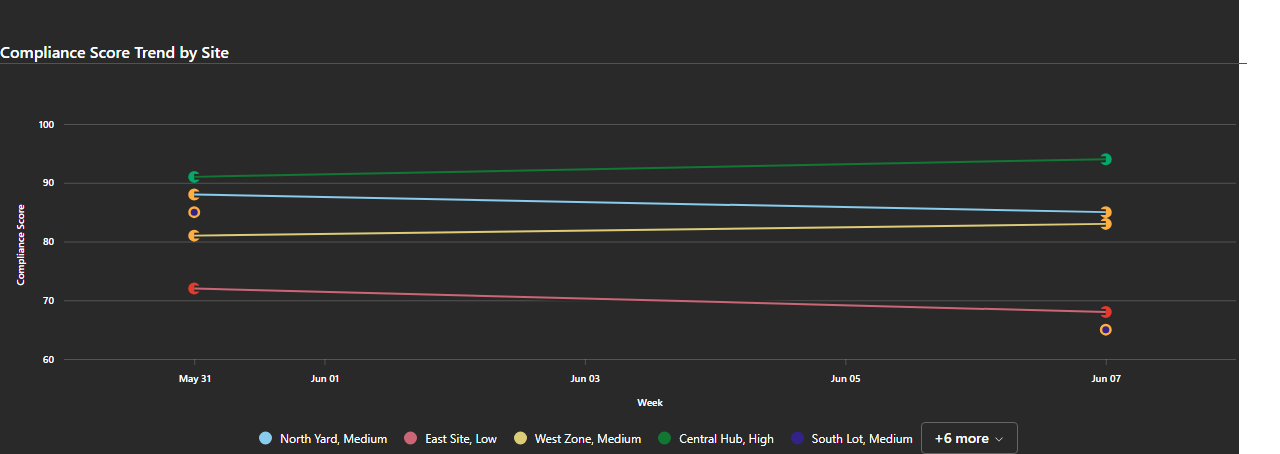 Compliance Score Trend by Site
100
90
80
70
60
Compliance Score
May 31 Jun 01 Jun 03 Jun 05 Jun 07
Week
North Yard, Medium East Site, Low West Zone, Medium Central Hub, High South Lot, Medium +6 more